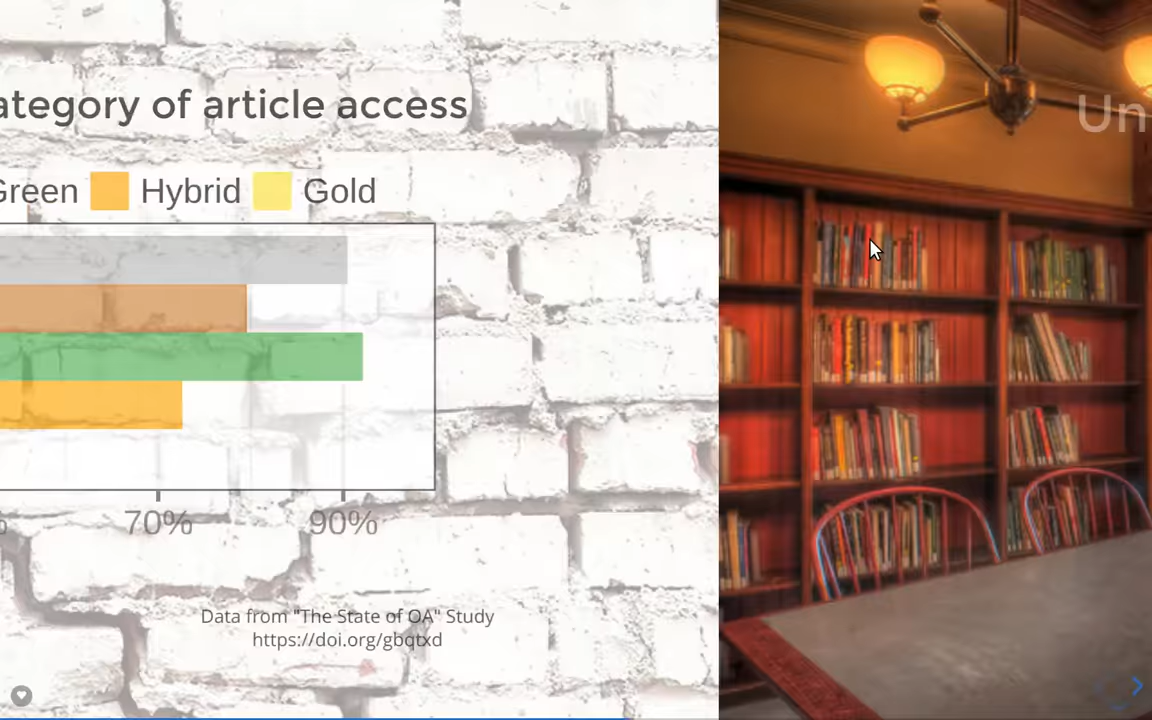 ategory of article access
Green Hybrid Gold
% 70% 90%
Data from "The State of OA" Study
https://doi.org/gbqtxd
Un